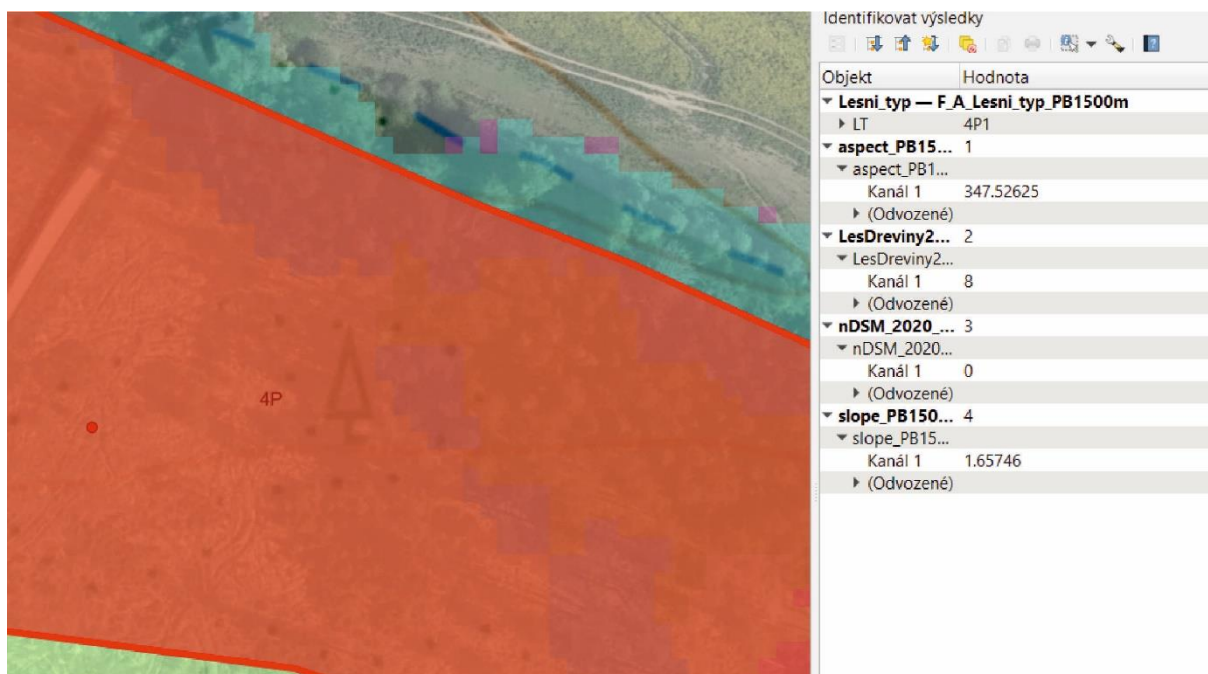 Identifikovat výsledky
Objekt Hodnota
Lesni_typ — F_A_Lesni_typ_PB1500m
LT 4P1
aspect_PB15... 1
aspect_PB1...
Kanál 1 347.52625
(Odvozené)
LesDreviny2... 2
LesDreviny2...
Kanál 1 8
(Odvozené)
nDSM_2020_... 3
nDSM_2020...
Kanál 1 0
(Odvozené)
slope_PB150... 4
slope_PB15...
Kanál 1 1.65746
(Odvozené)
4P